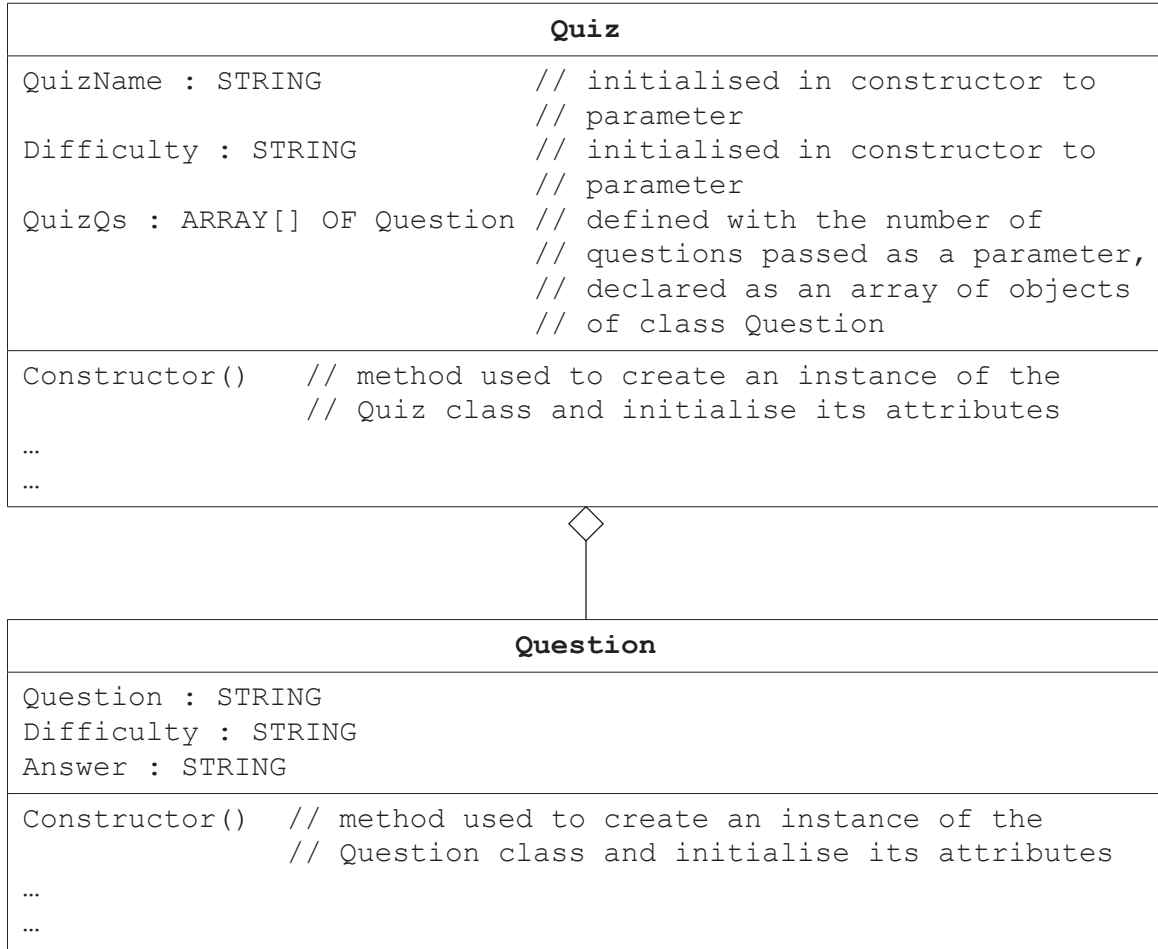 Quiz
QuizName : STRING // initialised in constructor to
// parameter
Difficulty : STRING // initialised in constructor to
// parameter
QuizQs : ARRAY[] OF Question // defined with the number of
// questions passed as a parameter,
// declared as an array of objects
// of class Question
Constructor() // method used to create an instance of the
// Quiz class and initialise its attributes
…
…
Question
Question : STRING
Difficulty : STRING
Answer : STRING
Constructor() // method used to create an instance of the
// Question class and initialise its attributes
…
…